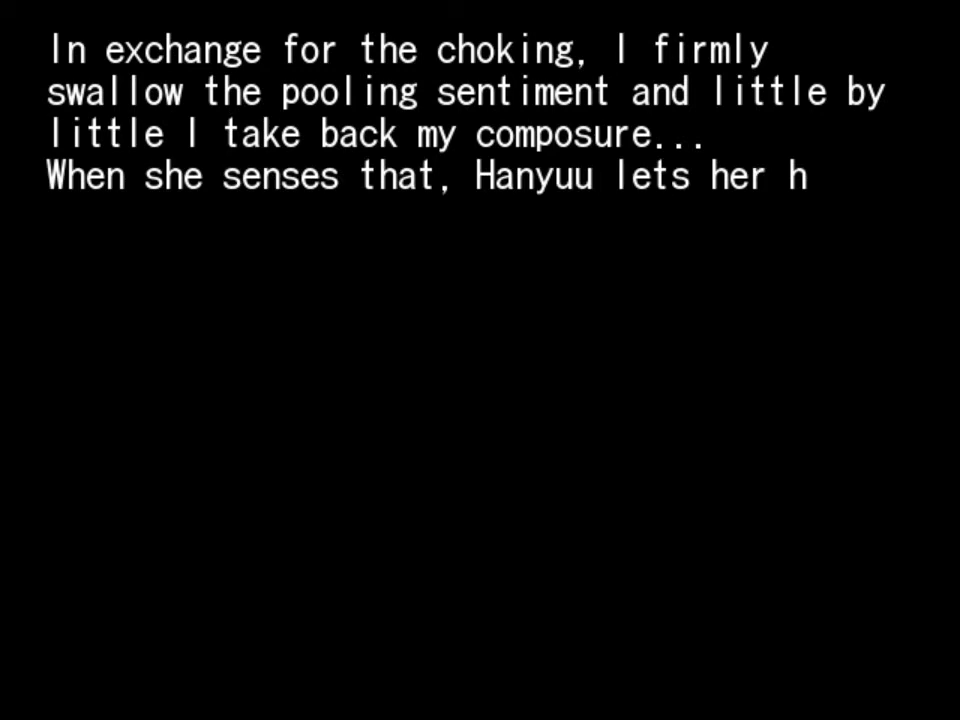 In exchange for the choking, I firmly
swallow the pooling sentiment and little by
little I take back my composure...
When she senses that, Hanyuu lets her h